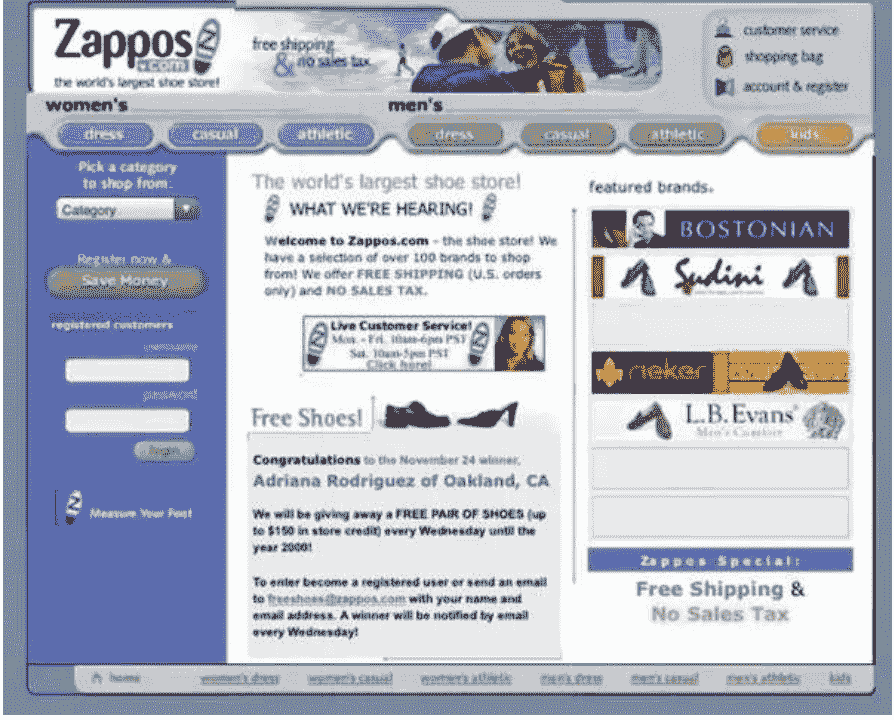 Zappos
.com
the world's largest shoe store!
free shipping
& no sales tax
customer service
shopping bag
account & register
women's
men's
dress
casual
athletic
dress
casual
athletic
kids
Pick a category
to shop from:
Category
Register now &
Save Money
registered customers
username
password
login
Measure Your Feet
The world's largest shoe store!
WHAT WE'RE HEARING!
Welcome to Zappos.com - the shoe store! We
have a selection of over 100 brands to shop
from! We offer FREE SHIPPING (U.S. orders
only) and NO SALES TAX.
Live Customer Service!
Mon. - Fri. 10am-6pm PST
Sat. 10am-5pm PST
Click here!
Free Shoes!
Congratulations to the November 24 winner,
Adriana Rodriguez of Oakland, CA
We will be giving away a FREE PAIR OF SHOES (up
to $150 in store credit) every Wednesday until the
year 2000!
To enter become a registered user or send an email
to freeshoes@zappos.com with your name and
email address. A winner will be notified by email
every Wednesday!
featured brands.
BOSTONIAN
Sudini
rieker
L.B. Evans
Zappos Special:
Free Shipping &
No Sales Tax
home
women's dress
women's casual
women's athletic
men's dress
men's casual
men's athletic
kids